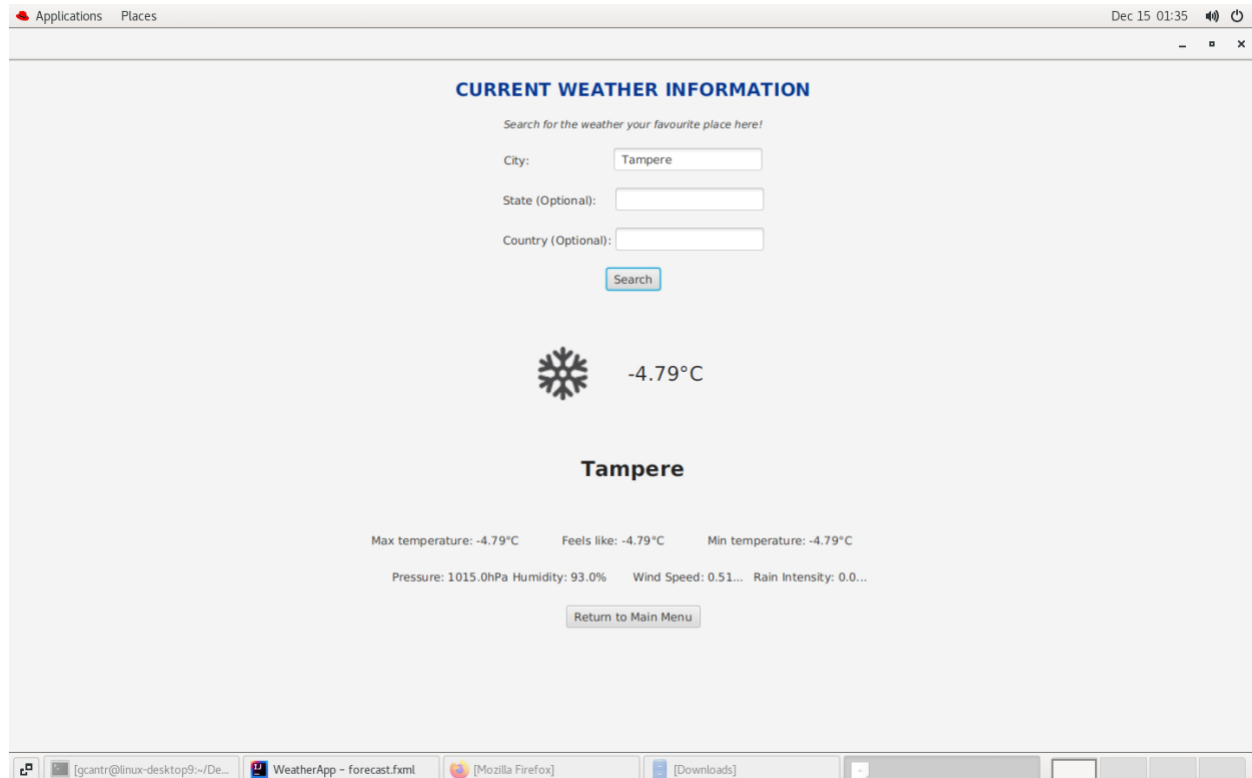 Applications Places Dec 15 01:35
CURRENT WEATHER INFORMATION
Search for the weather your favourite place here!
City: Tampere
State (Optional):
Country (Optional):
Search
-4.79°C
Tampere
Max temperature: -4.79°C Feels like: -4.79°C Min temperature: -4.79°C
Pressure: 1015.0hPa Humidity: 93.0% Wind Speed: 0.51... Rain Intensity: 0.0...
Return to Main Menu
[gcantr@linux-desktop9:~/De... WeatherApp – forecast.fxml [Mozilla Firefox] [Downloads]